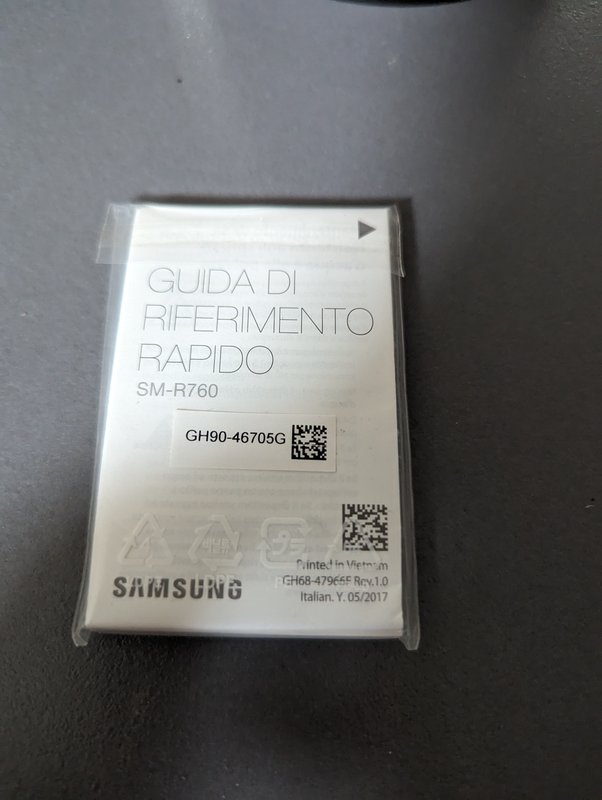 GUIDA DI
RIFERIMENTO
RAPIDO
SM-R760
GH90-46705G
SAMSUNG
Printed in Vietnam
GH68-47966F Rev.1.0
Italian. Y. 05/2017